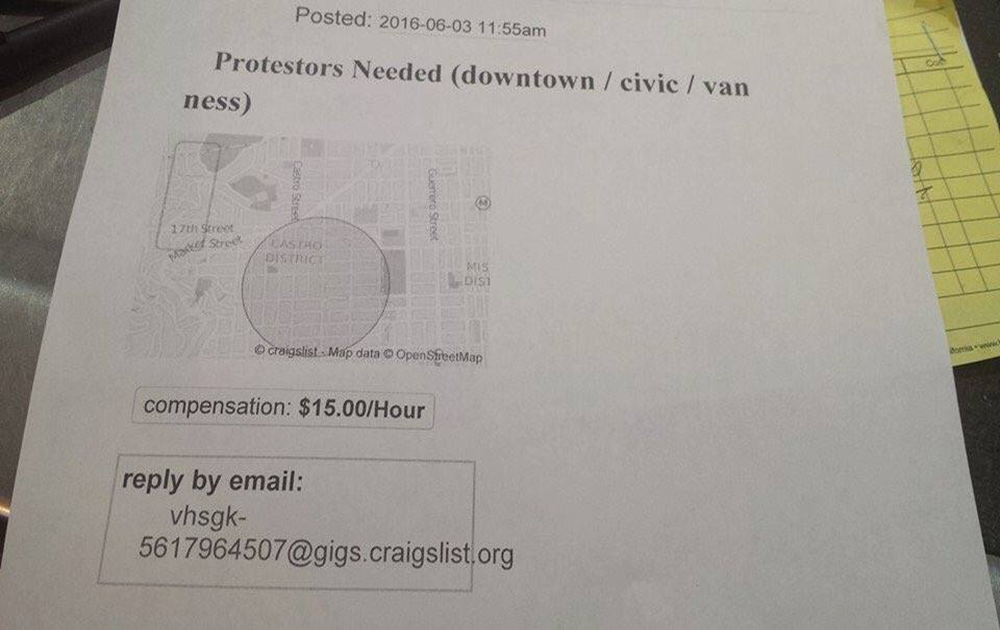 Posted: 2016-06-03 11:55am
Protestors Needed (downtown / civic / van
ness)
Castro Street
Guerrero Street
M
17th Street
Market Street
CASTRO
DISTRICT
MIS
DIST
© craigslist - Map data © OpenStreetMap
compensation: $15.00/Hour
reply by email:
vhsgk-
5617964507@gigs.craigslist.org